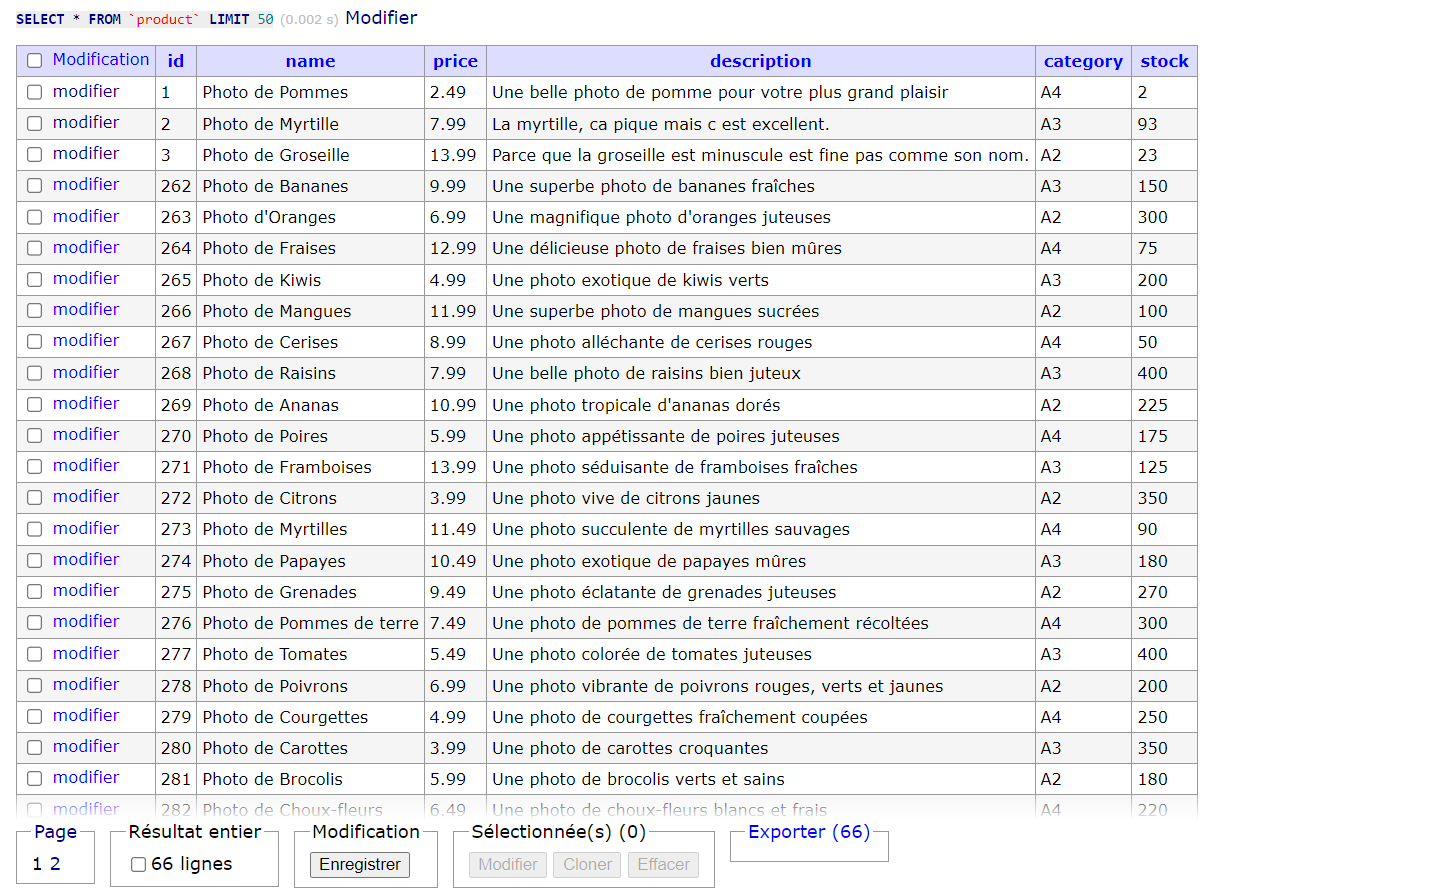 SELECT * FROM `product` LIMIT 50 (0.002 s) Modifier
Modification id name price description category stock
modifier 1 Photo de Pommes 2.49 Une belle photo de pomme pour votre plus grand plaisir A4 2
modifier 2 Photo de Myrtille 7.99 La myrtille, ca pique mais c est excellent. A3 93
modifier 3 Photo de Groseille 13.99 Parce que la groseille est minuscule est fine pas comme son nom. A2 23
modifier 262 Photo de Bananes 9.99 Une superbe photo de bananes fraîches A3 150
modifier 263 Photo d'Oranges 6.99 Une magnifique photo d'oranges juteuses A2 300
modifier 264 Photo de Fraises 12.99 Une délicieuse photo de fraises bien mûres A4 75
modifier 265 Photo de Kiwis 4.99 Une photo exotique de kiwis verts A3 200
modifier 266 Photo de Mangues 11.99 Une superbe photo de mangues sucrées A2 100
modifier 267 Photo de Cerises 8.99 Une photo alléchante de cerises rouges A4 50
modifier 268 Photo de Raisins 7.99 Une belle photo de raisins bien juteux A3 400
modifier 269 Photo de Ananas 10.99 Une photo tropicale d'ananas dorés A2 225
modifier 270 Photo de Poires 5.99 Une photo appétissante de poires juteuses A4 175
modifier 271 Photo de Framboises 13.99 Une photo séduisante de framboises fraîches A3 125
modifier 272 Photo de Citrons 3.99 Une photo vive de citrons jaunes A2 350
modifier 273 Photo de Myrtilles 11.49 Une photo succulente de myrtilles sauvages A4 90
modifier 274 Photo de Papayes 10.49 Une photo exotique de papayes mûres A3 180
modifier 275 Photo de Grenades 9.49 Une photo éclatante de grenades juteuses A2 270
modifier 276 Photo de Pommes de terre 7.49 Une photo de pommes de terre fraîchement récoltées A4 300
modifier 277 Photo de Tomates 5.49 Une photo colorée de tomates juteuses A3 400
modifier 278 Photo de Poivrons 6.99 Une photo vibrante de poivrons rouges, verts et jaunes A2 200
modifier 279 Photo de Courgettes 4.99 Une photo de courgettes fraîchement coupées A4 250
modifier 280 Photo de Carottes 3.99 Une photo de carottes croquantes A3 350
modifier 281 Photo de Brocolis 5.99 Une photo de brocolis verts et sains A2 180
modifier 282 Photo de Choux-fleurs 6.49 Une photo de choux-fleurs blancs et frais A4 220
Page Résultat entier Modification Sélectionnée(s) (0) Exporter (66)
1 2 66 lignes Enregistrer Modifier Cloner Effacer